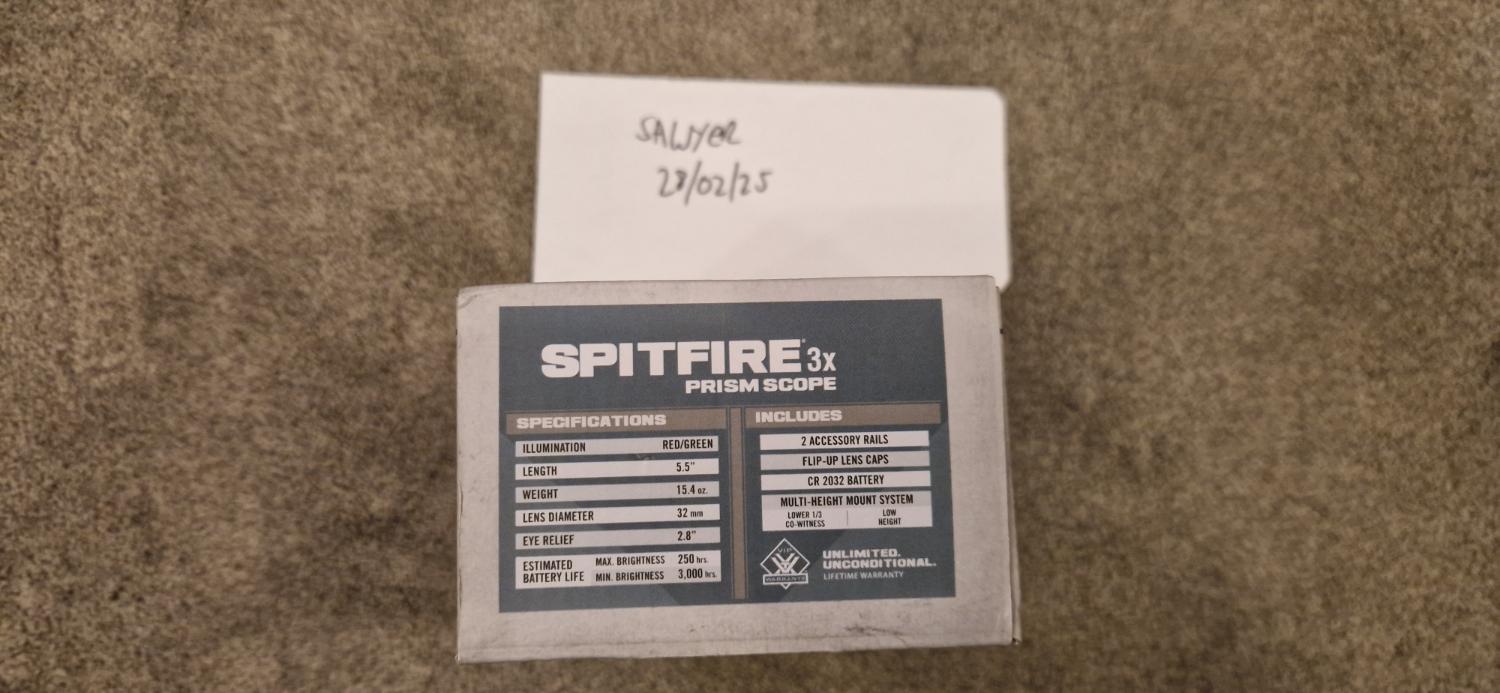 SAWYER
28/02/25
SPITFIRE® 3x
PRISM SCOPE
SPECIFICATIONS
ILLUMINATION RED/GREEN
LENGTH 5.5"
WEIGHT 15.4 oz.
LENS DIAMETER 32 mm
EYE RELIEF 2.8"
ESTIMATED BATTERY LIFE
MAX. BRIGHTNESS 250 hrs.
MIN. BRIGHTNESS 3,000 hrs.
INCLUDES
2 ACCESSORY RAILS
FLIP-UP LENS CAPS
CR 2032 BATTERY
MULTI-HEIGHT MOUNT SYSTEM
LOWER 1/3 CO-WITNESS
LOW HEIGHT
VIP
WARRANTY
UNLIMITED.
UNCONDITIONAL.
LIFETIME WARRANTY